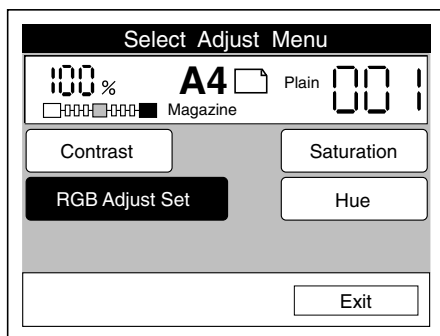 Select Adjust Menu
100 % A4 Plain 001
Magazine
Contrast Saturation
RGB Adjust Set Hue
Exit